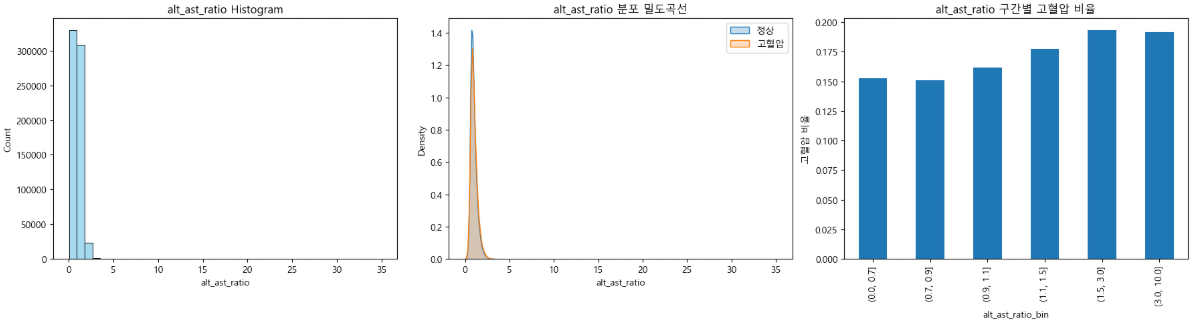 alt_ast_ratio Histogram
Count
300000
250000
200000
150000
100000
50000
0
0 5 10 15 20 25 30 35
alt_ast_ratio
alt_ast_ratio 분포 밀도곡선
정상
고혈압
Density
1.4
1.2
1.0
0.8
0.6
0.4
0.2
0.0
0 5 10 15 20 25 30 35
alt_ast_ratio
alt_ast_ratio 구간별 고혈압 비율
고혈압 비율
0.200
0.175
0.150
0.125
0.100
0.075
0.050
0.025
0.000
(0.0, 0.7]
(0.7, 0.9]
(0.9, 1.1]
(1.1, 1.5]
(1.5, 3.0]
(3.0, 10.0]
alt_ast_ratio_bin